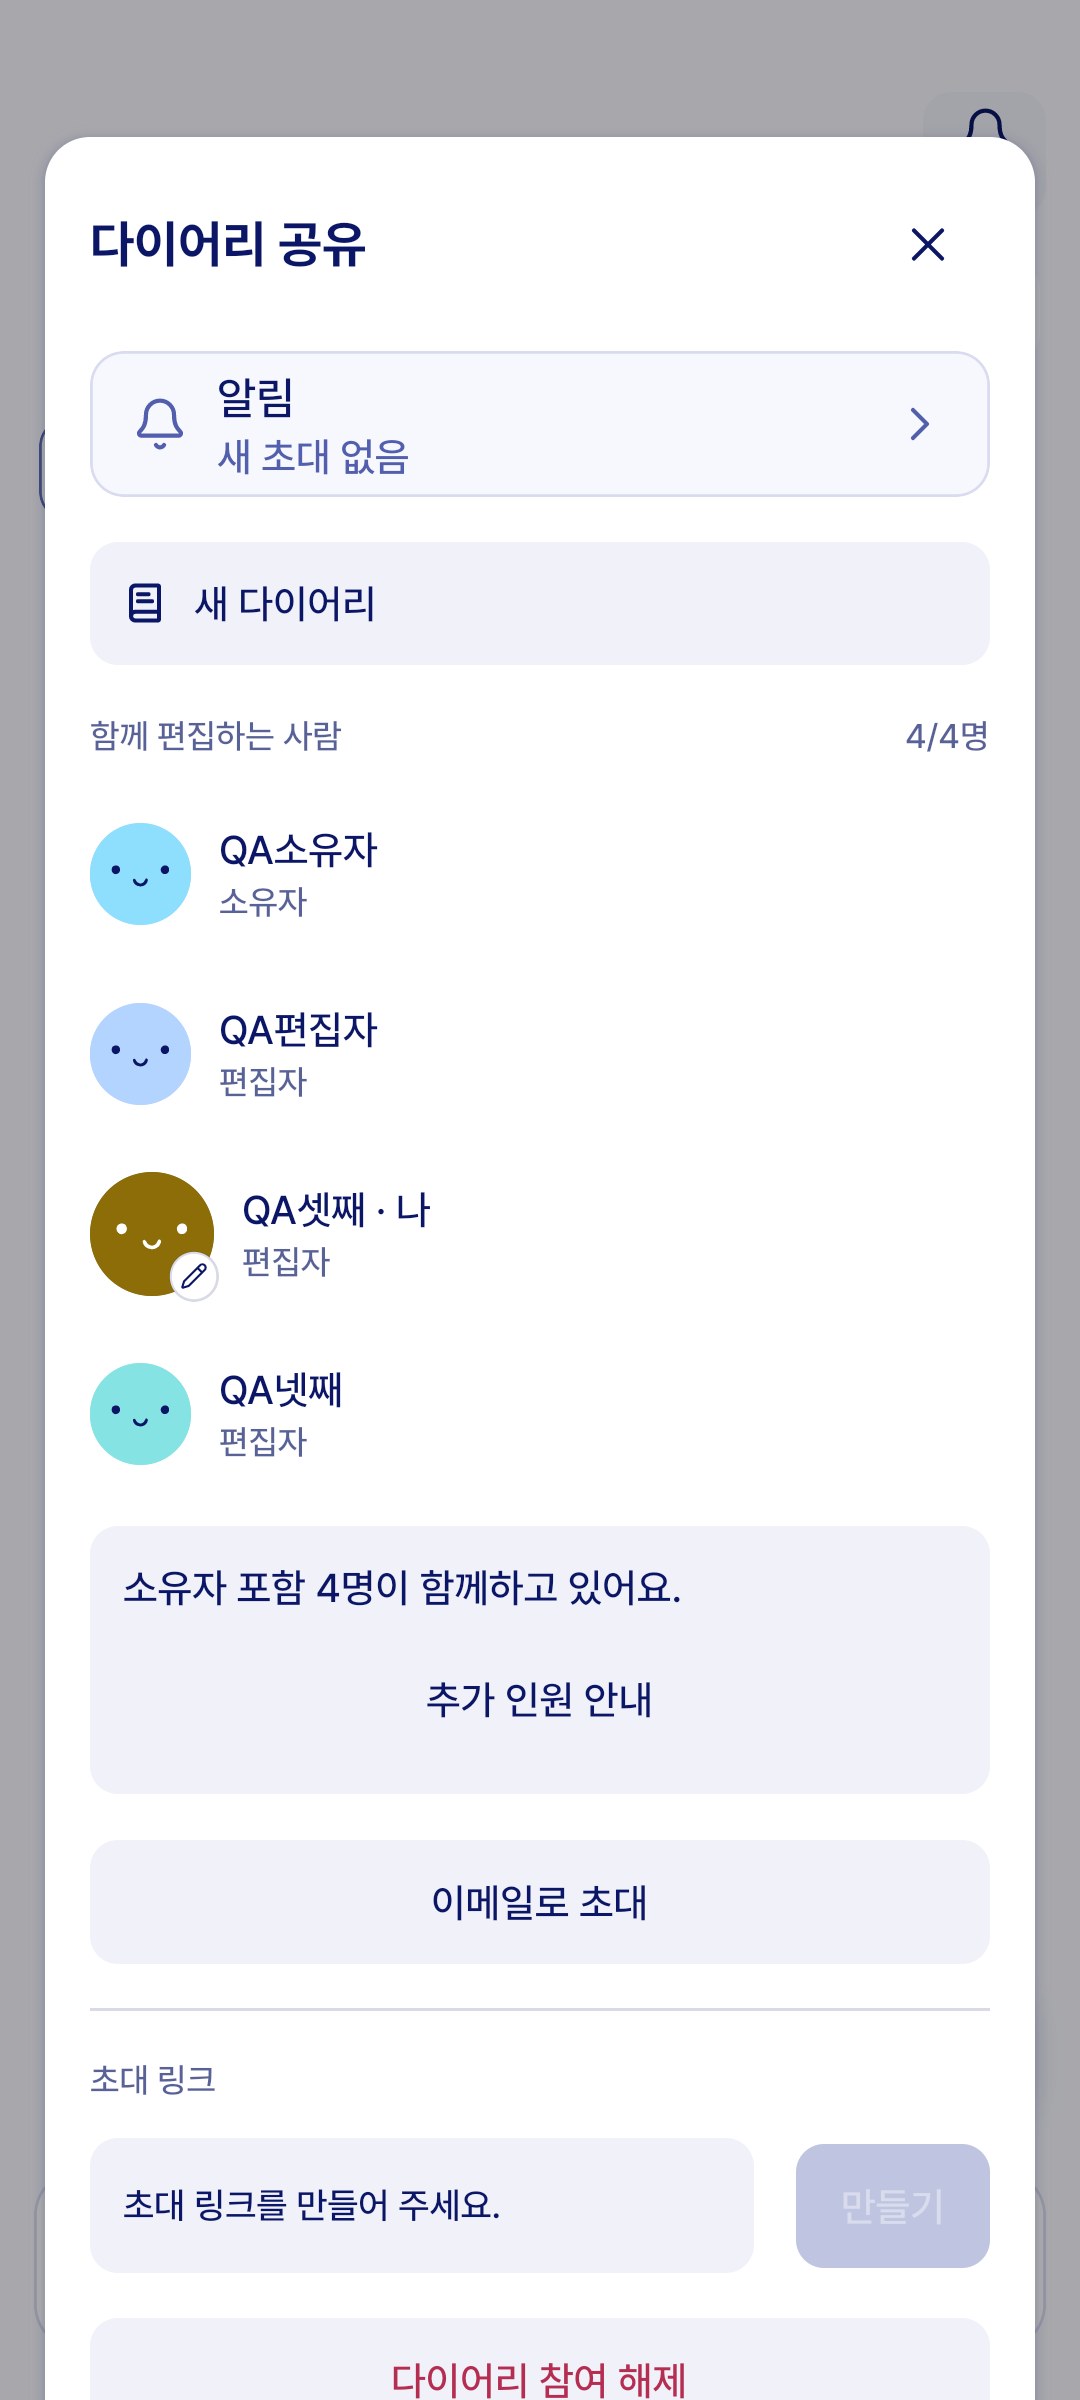 다이어리 공유
알림
새 초대 없음
새 다이어리
함께 편집하는 사람 4/4명
QA소유자
소유자
QA편집자
편집자
QA셋째 · 나
편집자
QA넷째
편집자
소유자 포함 4명이 함께하고 있어요.
추가 인원 안내
이메일로 초대
초대 링크
초대 링크를 만들어 주세요. 만들기
다이어리 참여 해제